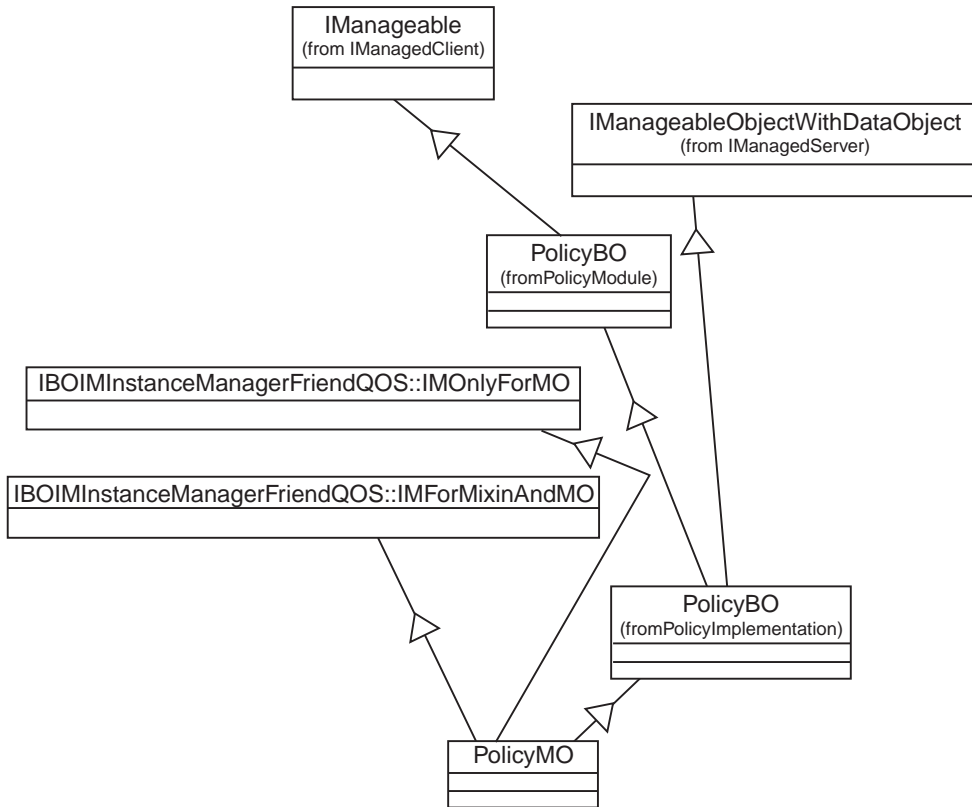 IManageable
(from IManagedClient)
IManageableObjectWithDataObject
(from IManagedServer)
PolicyBO
(fromPolicyModule)
IBOIMInstanceManagerFriendQOS::IMOnlyForMO
IBOIMInstanceManagerFriendQOS::IMForMixinAndMO
PolicyBO
(fromPolicyImplementation)
PolicyMO